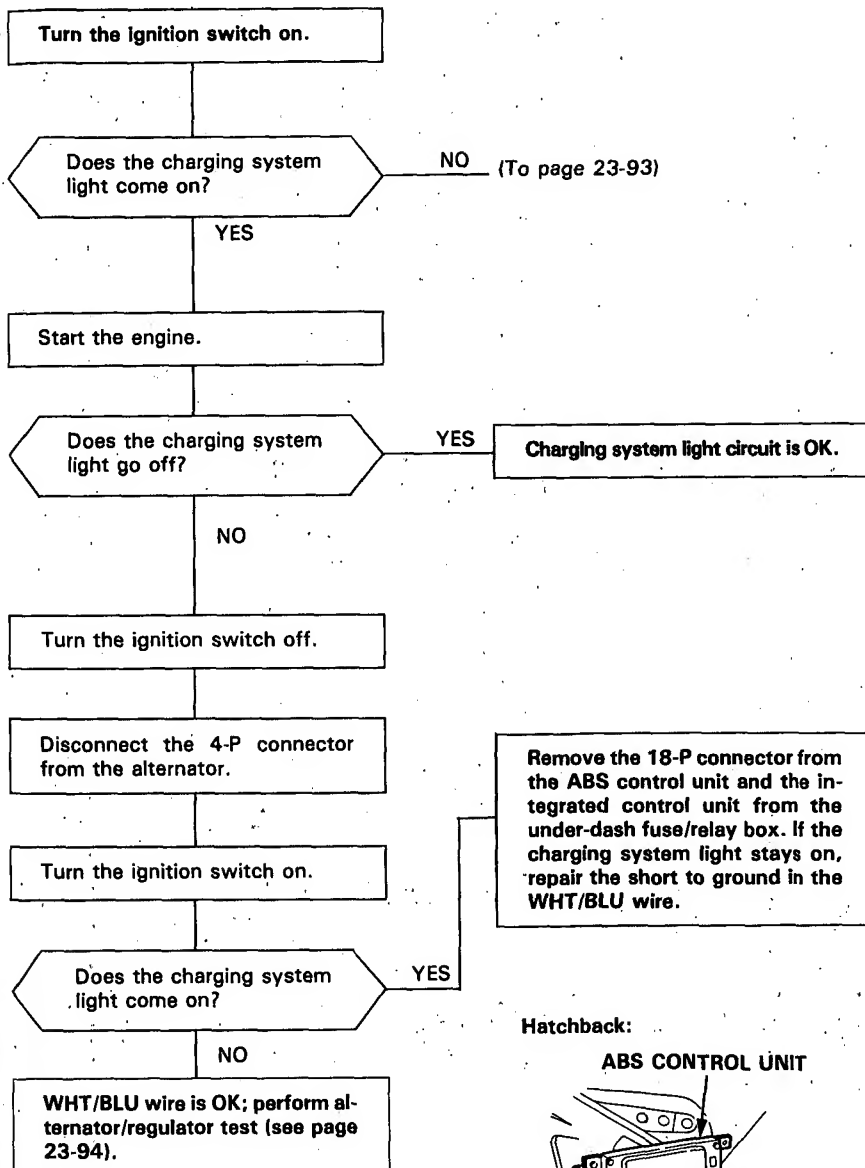 Turn the ignition switch on.
Does the charging system
light come on?
NO
(To page 23-93)
YES
Start the engine.
Does the charging system
light go off?
YES
Charging system light circuit is OK.
NO
Turn the ignition switch off.
Disconnect the 4-P connector
from the alternator.
Remove the 18-P connector from
the ABS control unit and the in-
tegrated control unit from the
under-dash fuse/relay box. If the
charging system light stays on,
repair the short to ground in the
WHT/BLU wire.
Turn the ignition switch on.
Does the charging system
light come on?
YES
NO
WHT/BLU wire is OK; perform al-
ternator/regulator test (see page
23-94).
Hatchback:
ABS CONTROL UNIT